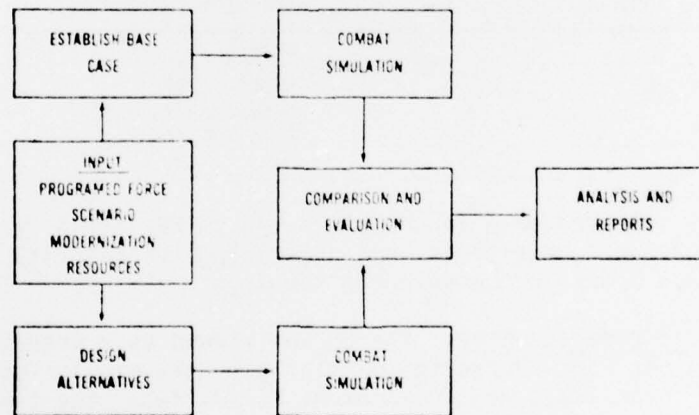 ESTABLISH BASE
CASE
COMBAT
SIMULATION
INPUT
PROGRAMED FORCE
SCENARIO
MODERNIZATION
RESOURCES
COMPARISON AND
EVALUATION
ANALYSIS AND
REPORTS
DESIGN
ALTERNATIVES
COMBAT
SIMULATION